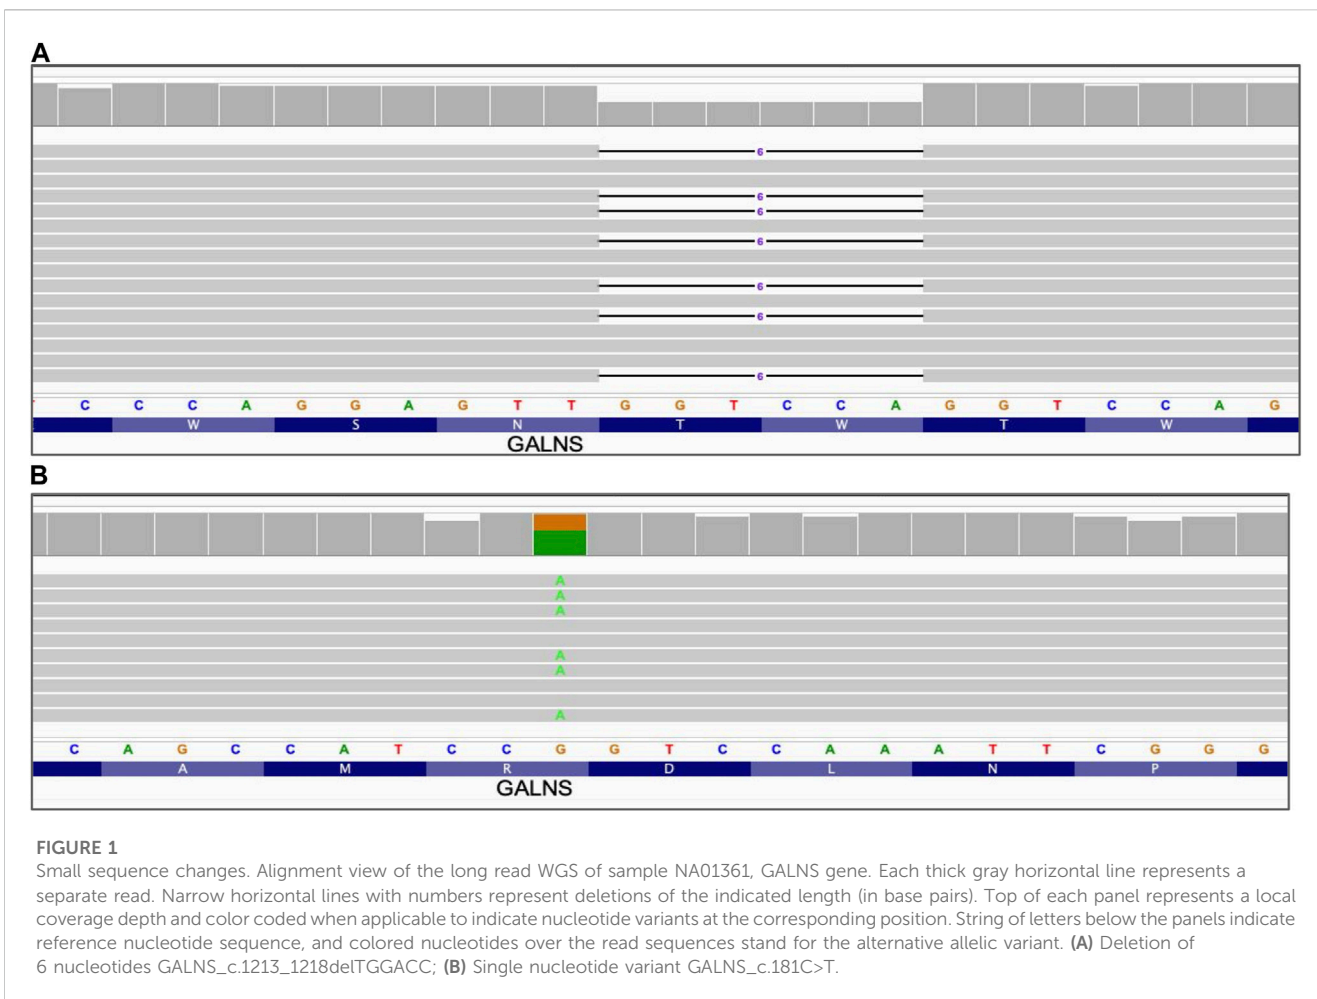 A
6
6
6
6
6
6
6
C C C A G G A G T T G G T C C A G G T C C A G
W S N T W T W
GALNS
B
A
A
A
A
A
A
C A G C C A T C C G G T C C A A A T T C G G G
A M R D L N P
GALNS
FIGURE 1
Small sequence changes. Alignment view of the long read WGS of sample NA01361, GALNS gene. Each thick gray horizontal line represents a
separate read. Narrow horizontal lines with numbers represent deletions of the indicated length (in base pairs). Top of each panel represents a local
coverage depth and color coded when applicable to indicate nucleotide variants at the corresponding position. String of letters below the panels indicate
reference nucleotide sequence, and colored nucleotides over the read sequences stand for the alternative allelic variant. (A) Deletion of
6 nucleotides GALNS_c.1213_1218delTGGACC; (B) Single nucleotide variant GALNS_c.181C>T.